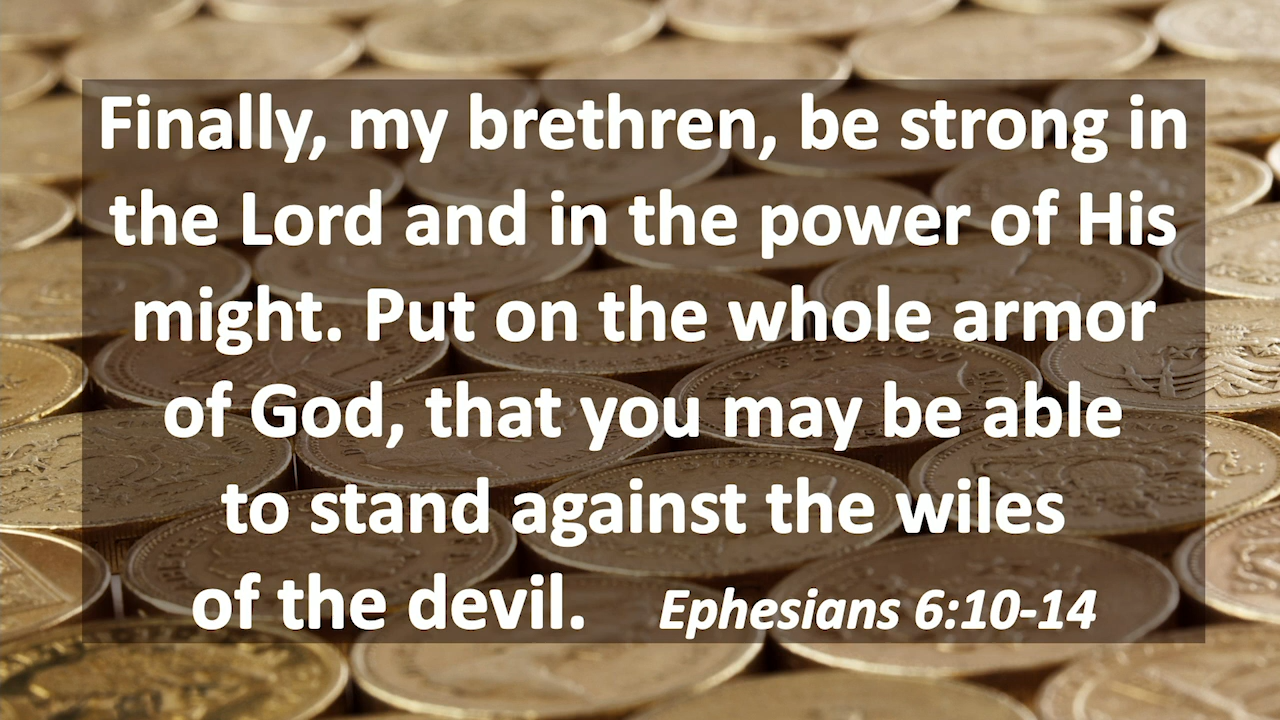 Finally, my brethren, be strong in
the Lord and in the power of His
might. Put on the whole armor
of God, that you may be able
to stand against the wiles
of the devil. Ephesians 6:10-14